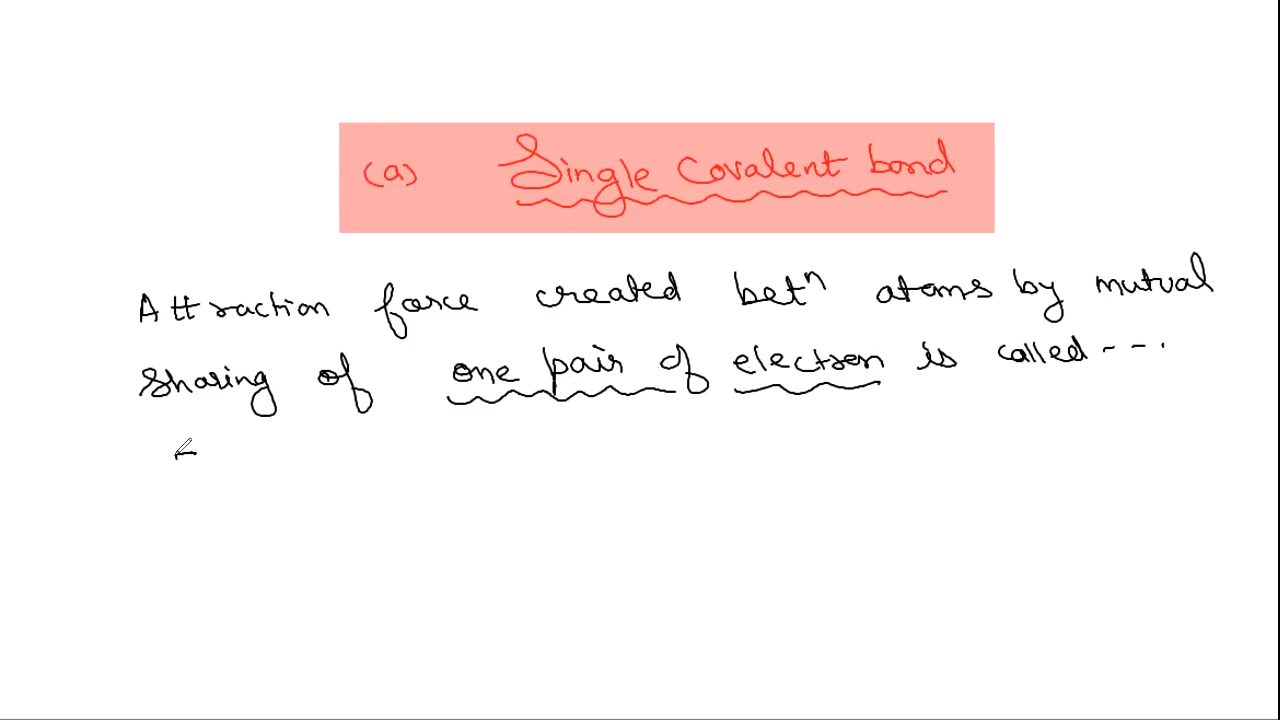 (a) Single covalent bond
Attraction force created betⁿ atoms by mutual
sharing of one pair of electron is called ---.